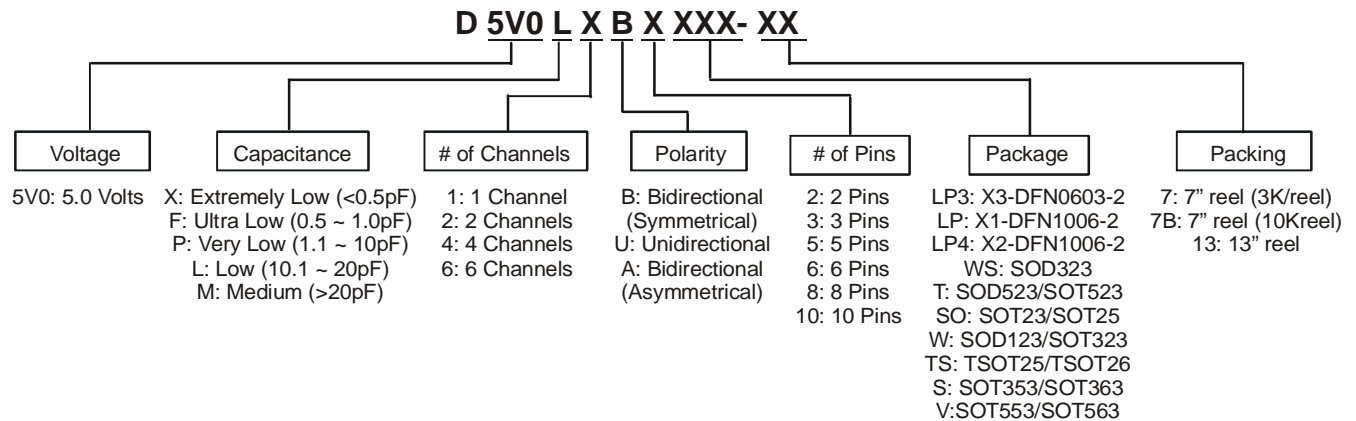 D 5V0 L X B X XXX- XX
Voltage
5V0: 5.0 Volts
Capacitance
X: Extremely Low (<0.5pF)
F: Ultra Low (0.5 ~ 1.0pF)
P: Very Low (1.1 ~ 10pF)
L: Low (10.1 ~ 20pF)
M: Medium (>20pF)
# of Channels
1: 1 Channel
2: 2 Channels
4: 4 Channels
6: 6 Channels
Polarity
B: Bidirectional
(Symmetrical)
U: Unidirectional
A: Bidirectional
(Asymmetrical)
# of Pins
2: 2 Pins
3: 3 Pins
5: 5 Pins
6: 6 Pins
8: 8 Pins
10: 10 Pins
Package
LP3: X3-DFN0603-2
LP: X1-DFN1006-2
LP4: X2-DFN1006-2
WS: SOD323
T: SOD523/SOT523
SO: SOT23/SOT25
W: SOD123/SOT323
TS: TSOT25/TSOT26
S: SOT353/SOT363
V:SOT553/SOT563
Packing
7: 7” reel (3K/reel)
7B: 7” reel (10Kreel)
13: 13” reel